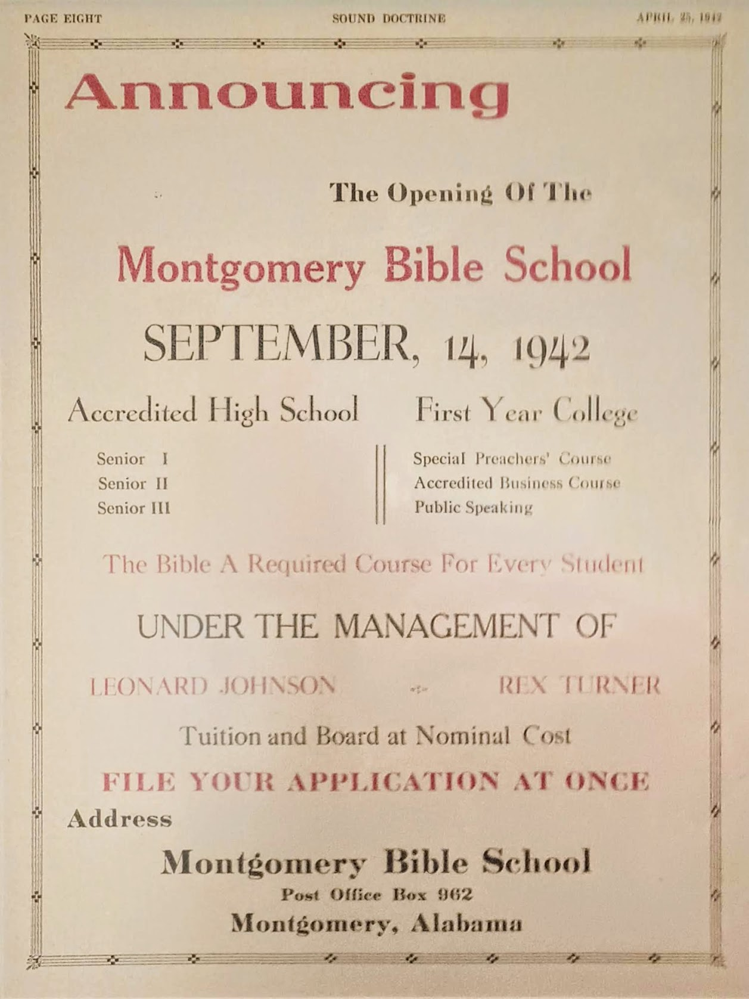 PAGE EIGHT SOUND DOCTRINE APRIL 25, 1942
Announcing
The Opening Of The
Montgomery Bible School
SEPTEMBER, 14, 1942
Accredited High School First Year College
Senior I Special Preachers' Course
Senior II Accredited Business Course
Senior III Public Speaking
The Bible A Required Course For Every Student
UNDER THE MANAGEMENT OF
LEONARD JOHNSON REX TURNER
Tuition and Board at Nominal Cost
FILE YOUR APPLICATION AT ONCE
Address
Montgomery Bible School
Post Office Box 962
Montgomery, Alabama